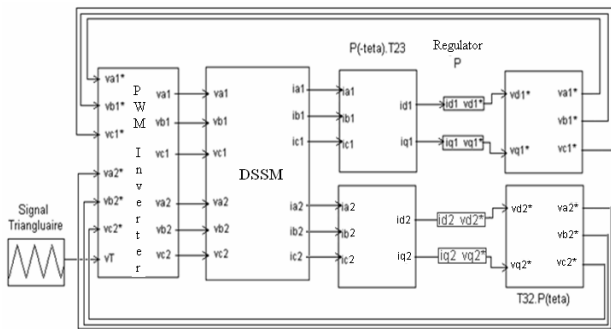 P(-teta).T23
Regulator
P
va1*
vb1*
vc1*
va2*
vb2*
vc2*
vT
PWM Inverter
va1
vb1
vc1
va2
vb2
vc2
va1
vb1
vc1
va2
vb2
vc2
DSSM
ia1
ib1
ic1
ia2
ib2
ic2
ia1
ib1
ic1
id1
iq1
id1 vd1*
iq1 vq1*
vd1*
vq1*
va1*
vb1*
vc1*
ia2
ib2
ic2
id2
iq2
id2 vd2*
iq2 vq2*
vd2*
vq2*
va2*
vb2*
vc2*
T32.P(teta)
Signal
Triangluaire